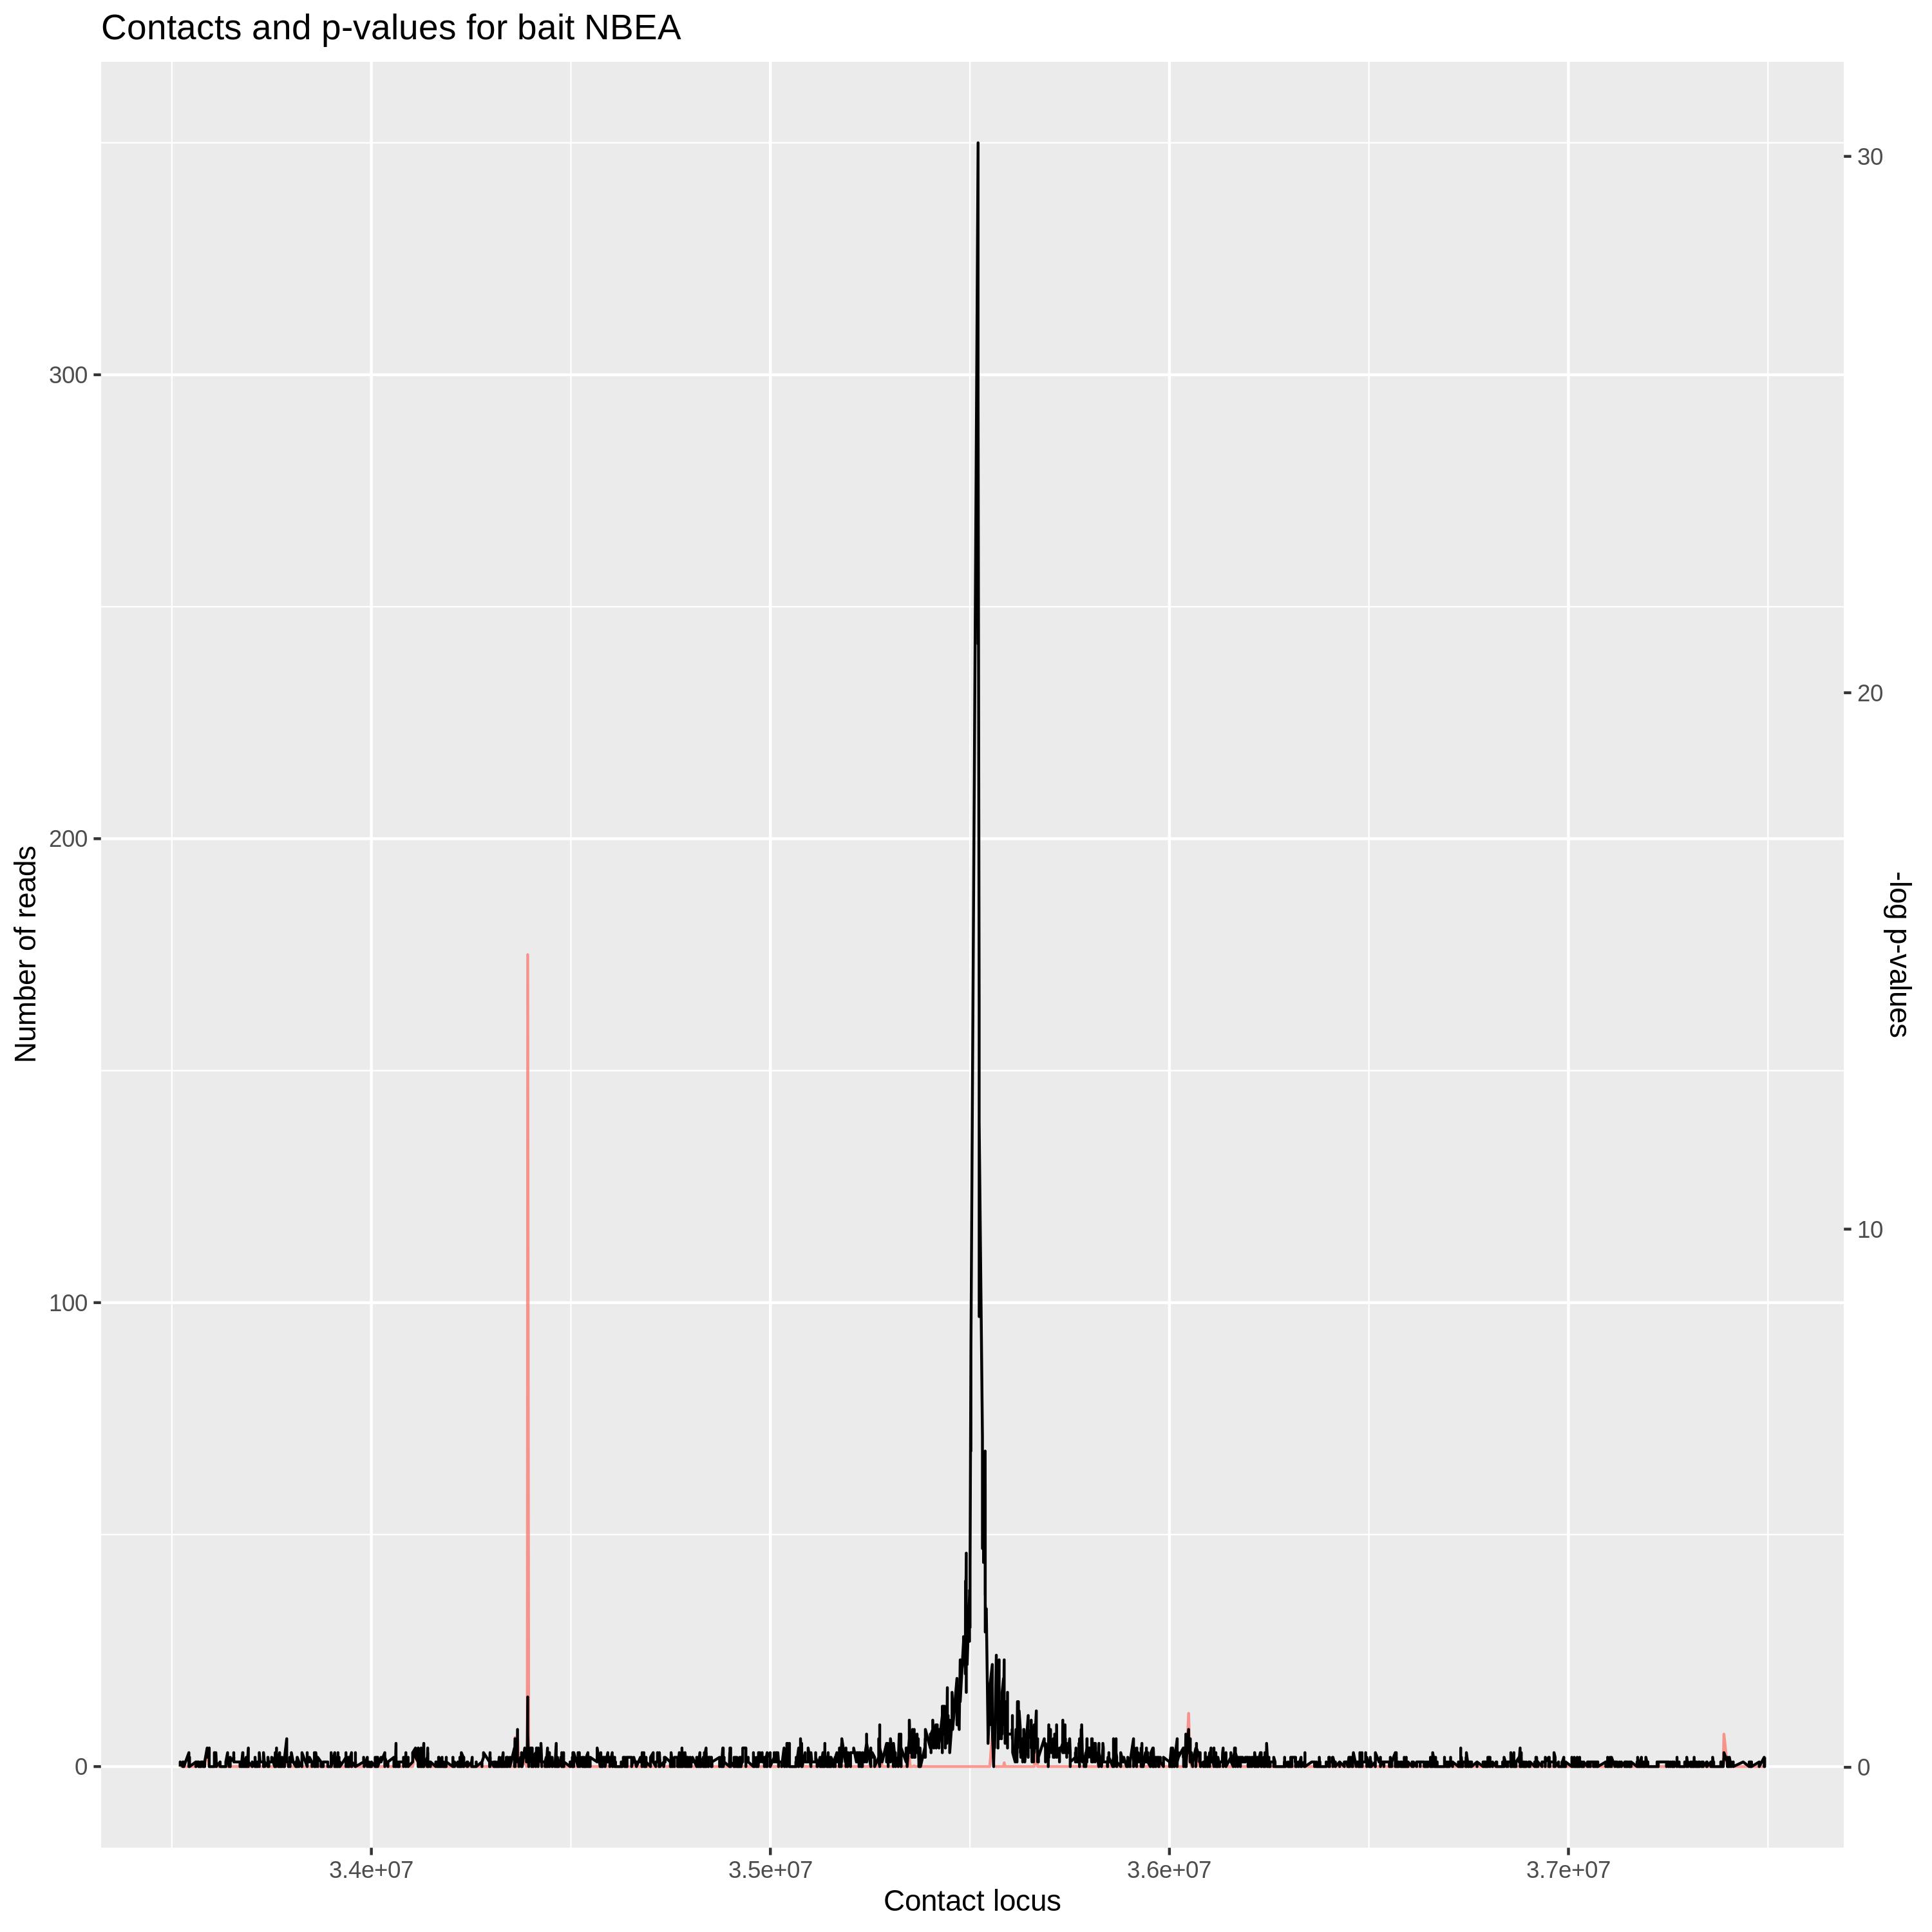 Contacts and p-values for bait NBEA
Number of reads
300
200
100
0
30
20
10
0
-log p-values
3.4e+07 3.5e+07 3.6e+07 3.7e+07
Contact locus